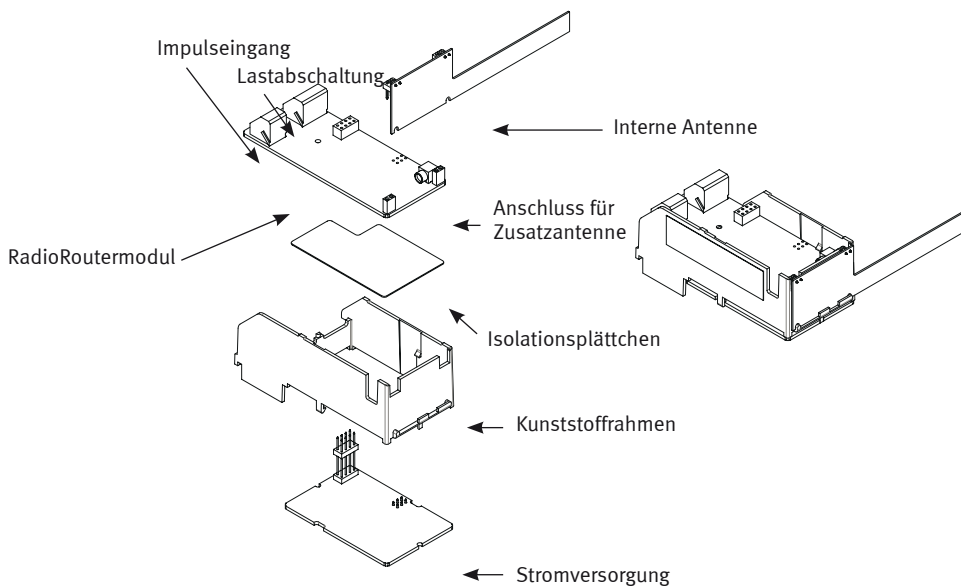 Impulseingang
Lastabschaltung
Interne Antenne
Anschluss für
Zusatzantenne
RadioRoutermodul
Isolationsplättchen
Kunststoffrahmen
Stromversorgung